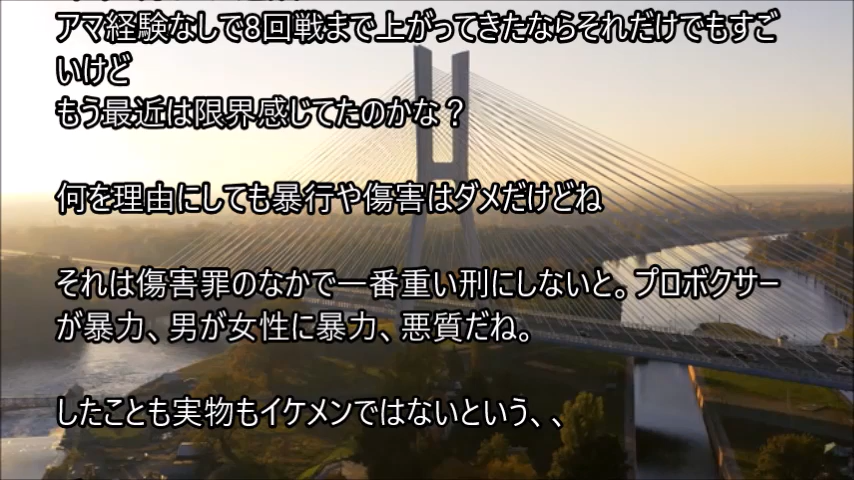 アマ経験なしで8回戦まで上がってきたならそれだけでもすご
いけど
もう最近は限界感じてたのかな？
何を理由にしても暴行や傷害はダメだけどね
それは傷害罪のなかで一番重い刑にしないと。プロボクサー
が暴力、男が女性に暴力、悪質だね。
したことも実物もイケメンではないという、、